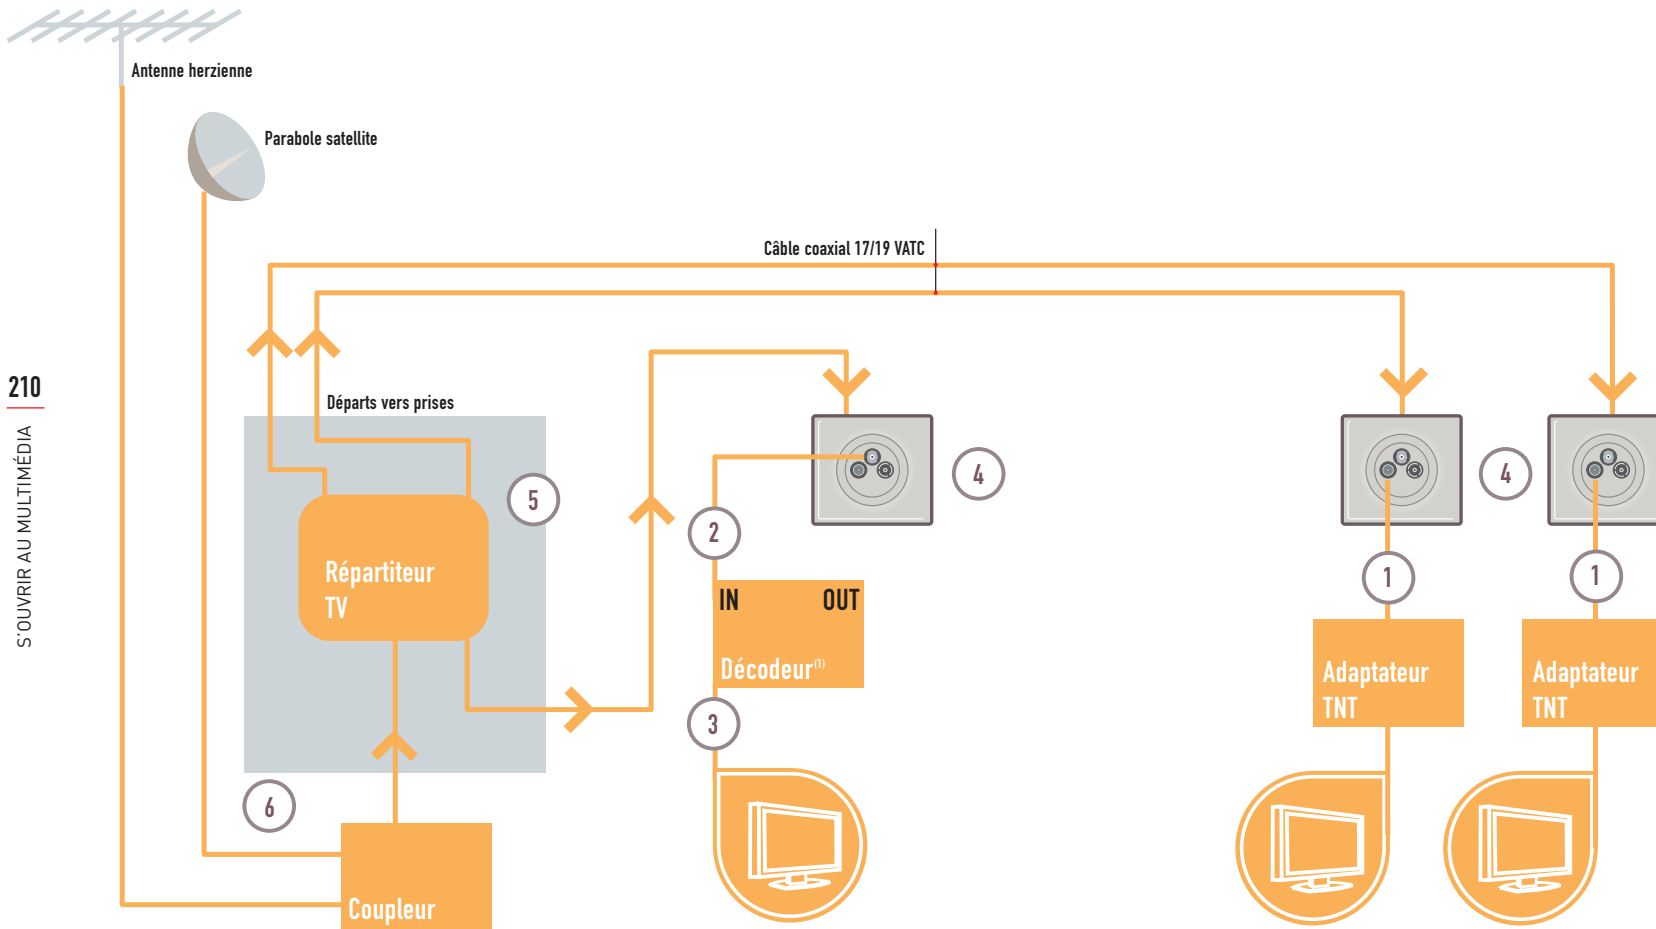 Antenne herzienne
Parabole satellite
Câble coaxial 17/19 VATC
210
S'OUVRIR AU MULTIMÉDIA
Départs vers prises
5
4
4
Répartiteur
TV
2
1
1
IN OUT
Décodeur(1)
Adaptateur
TNT
Adaptateur
TNT
3
6
Coupleur